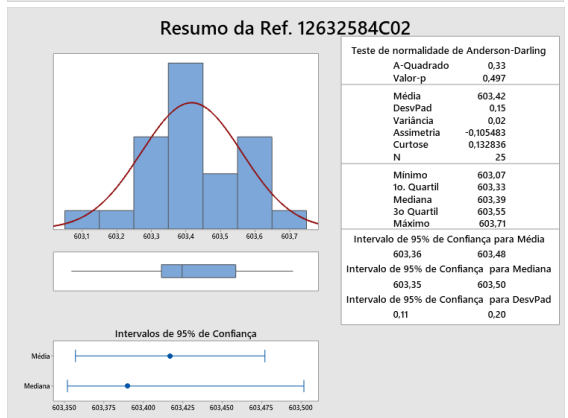 Resumo da Ref. 12632584C02
603,1 603,2 603,3 603,4 603,5 603,6 603,7
Teste de normalidade de Anderson-Darling
A-Quadrado 0,33
Valor-p 0,497
Média 603,42
DesvPad 0,15
Variância 0,02
Assimetria -0,105483
Curtose 0,132836
N 25
Mínimo 603,07
1o. Quartil 603,33
Mediana 603,39
3o Quartil 603,55
Máximo 603,71
Intervalo de 95% de Confiança para Média
603,36 603,48
Intervalo de 95% de Confiança para Mediana
603,35 603,50
Intervalo de 95% de Confiança para DesvPad
0,11 0,20
Intervalos de 95% de Confiança
Média
Mediana
603,350 603,375 603,400 603,425 603,450 603,475 603,500